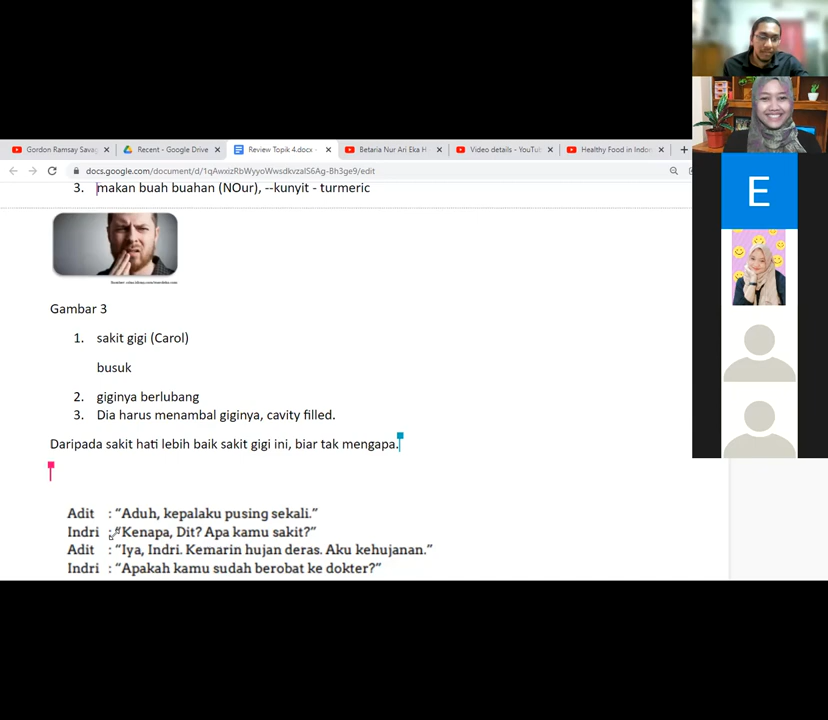 Gordon Ramsay Sava
Recent - Google Drive
Review Topik 4.docx -
Betaria Nur Ari Eka H
Video details - YouTu
Healthy Food in Indo
docs.google.com/document/d/1qAwxizRbWyyoWwsdkvzaIS6Ag-Bh3ge9/edit
3. makan buah buahan (NOur), --kunyit - turmeric
Gambar 3
1. sakit gigi (Carol)
busuk
2. giginya berlubang
3. Dia harus menambal giginya, cavity filled.
Daripada sakit hati lebih baik sakit gigi ini, biar tak mengapa.
Adit : “Aduh, kepalaku pusing sekali.”
Indri : “Kenapa, Dit? Apa kamu sakit?”
Adit : “Iya, Indri. Kemarin hujan deras. Aku kehujanan.”
Indri : “Apakah kamu sudah berobat ke dokter?”
E